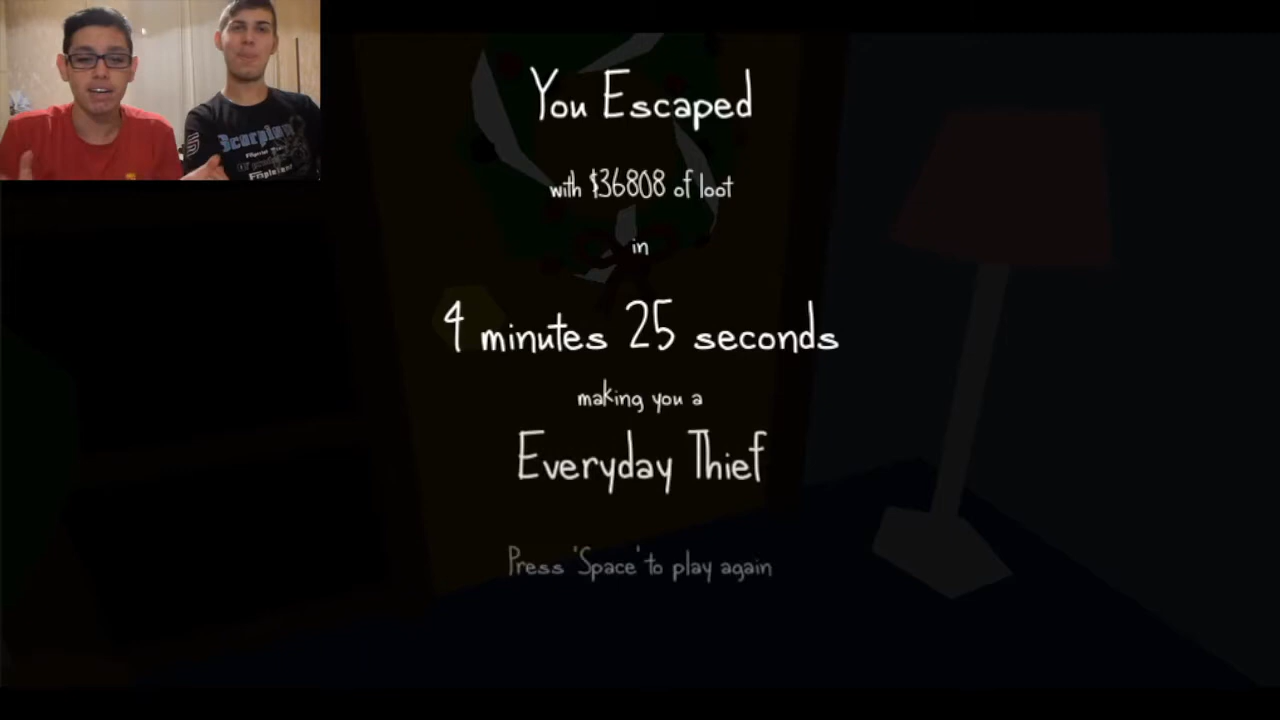 You Escaped
with $36808 of loot
in
4 minutes 25 seconds
making you a
Everyday Thief
Press 'Space' to play again
Scorpion